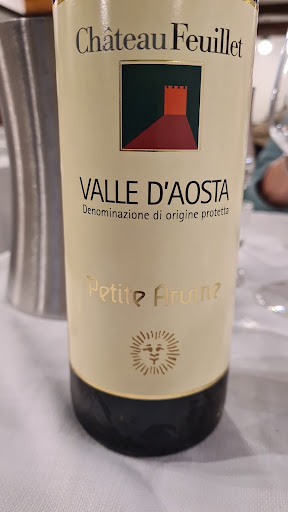 Château Feuillet
VALLE D'AOSTA
Denominazione di origine protetta
Petite Arvine